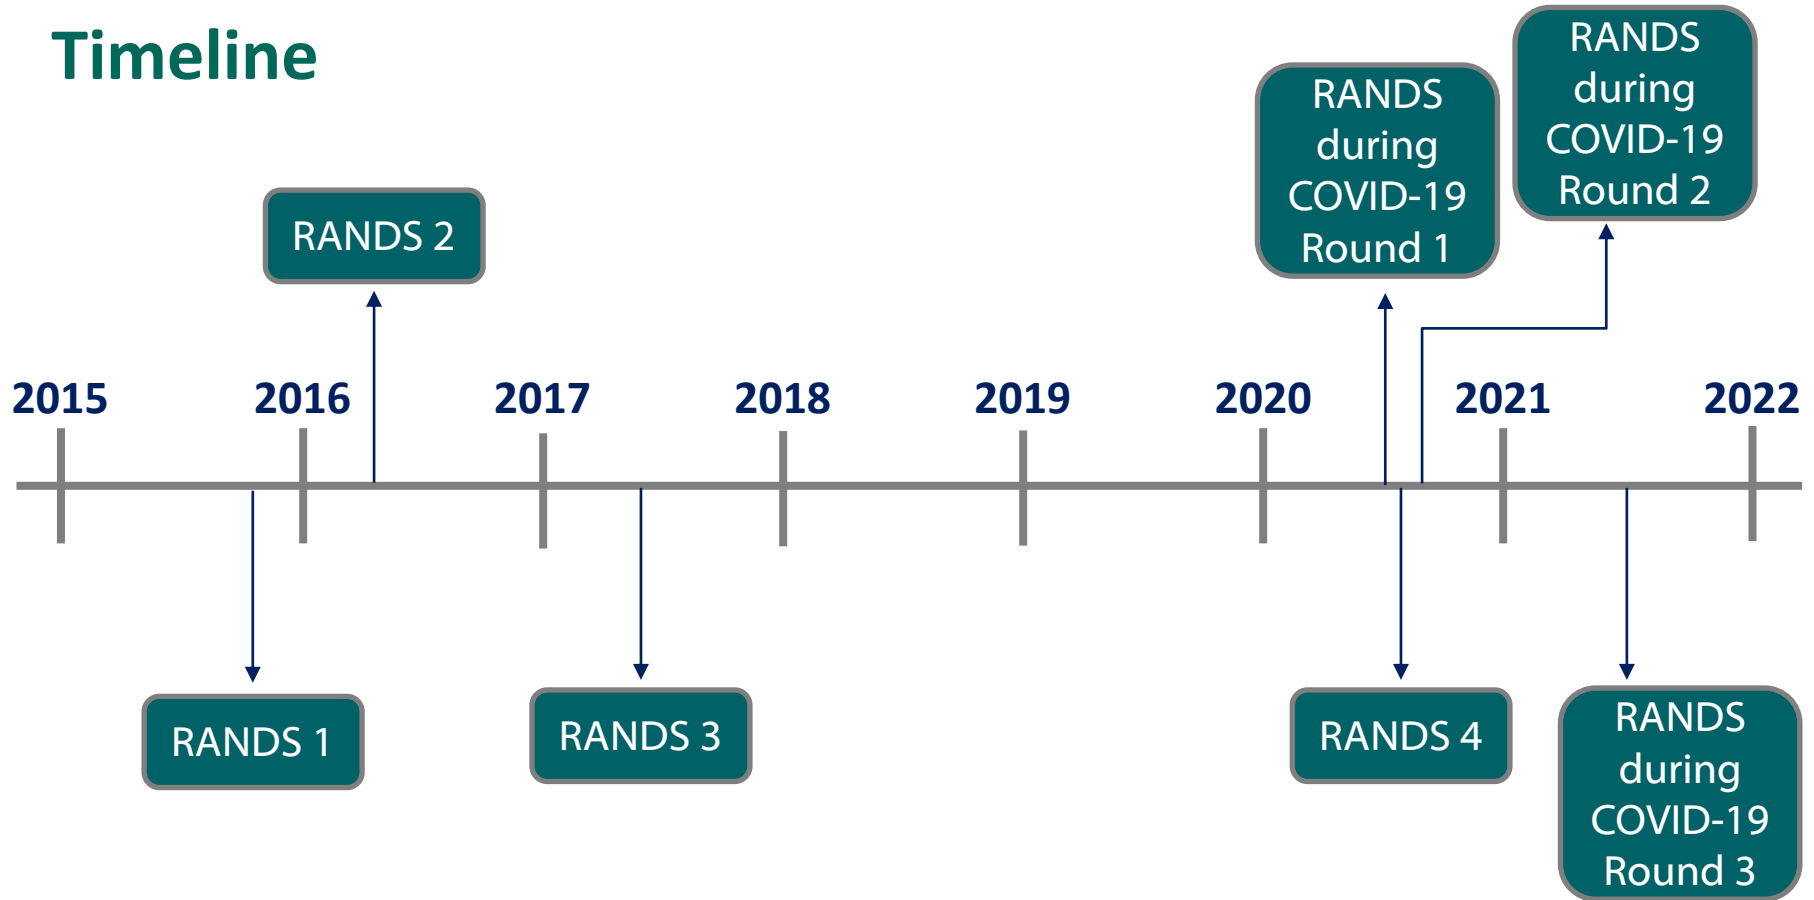 Timeline
RANDS
during
COVID-19
Round 1
RANDS
during
COVID-19
Round 2
RANDS 2
2015
2016
2017
2018
2019
2020
2021
2022
RANDS 1
RANDS 3
RANDS 4
RANDS
during
COVID-19
Round 3